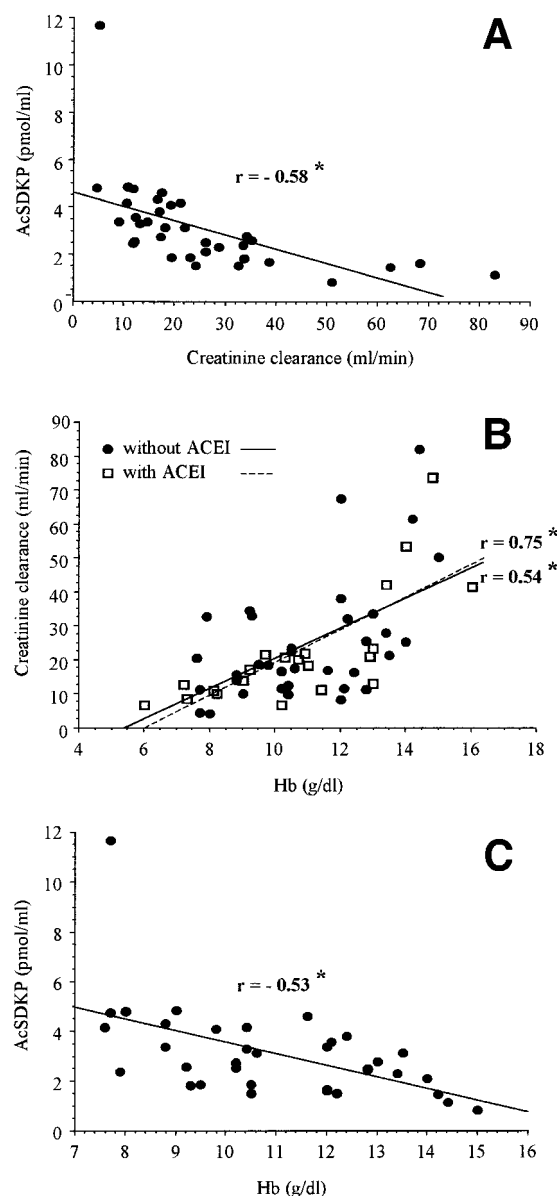 A
12
10
8
6
4
2
0
AcSDKP (pmol/ml)
r = - 0.58 *
0 10 20 30 40 50 60 70 80 90
Creatinine clearance (ml/min)
B
90
80
70
60
50
40
30
20
10
0
Creatinine clearance (ml/min)
without ACEI
with ACEI
r = 0.75 *
r = 0.54 *
4 6 8 10 12 14 16 18
Hb (g/dl)
C
12
10
8
6
4
2
0
AcSDKP (pmol/ml)
r = - 0.53 *
7 8 9 10 11 12 13 14 15 16
Hb (g/dl)